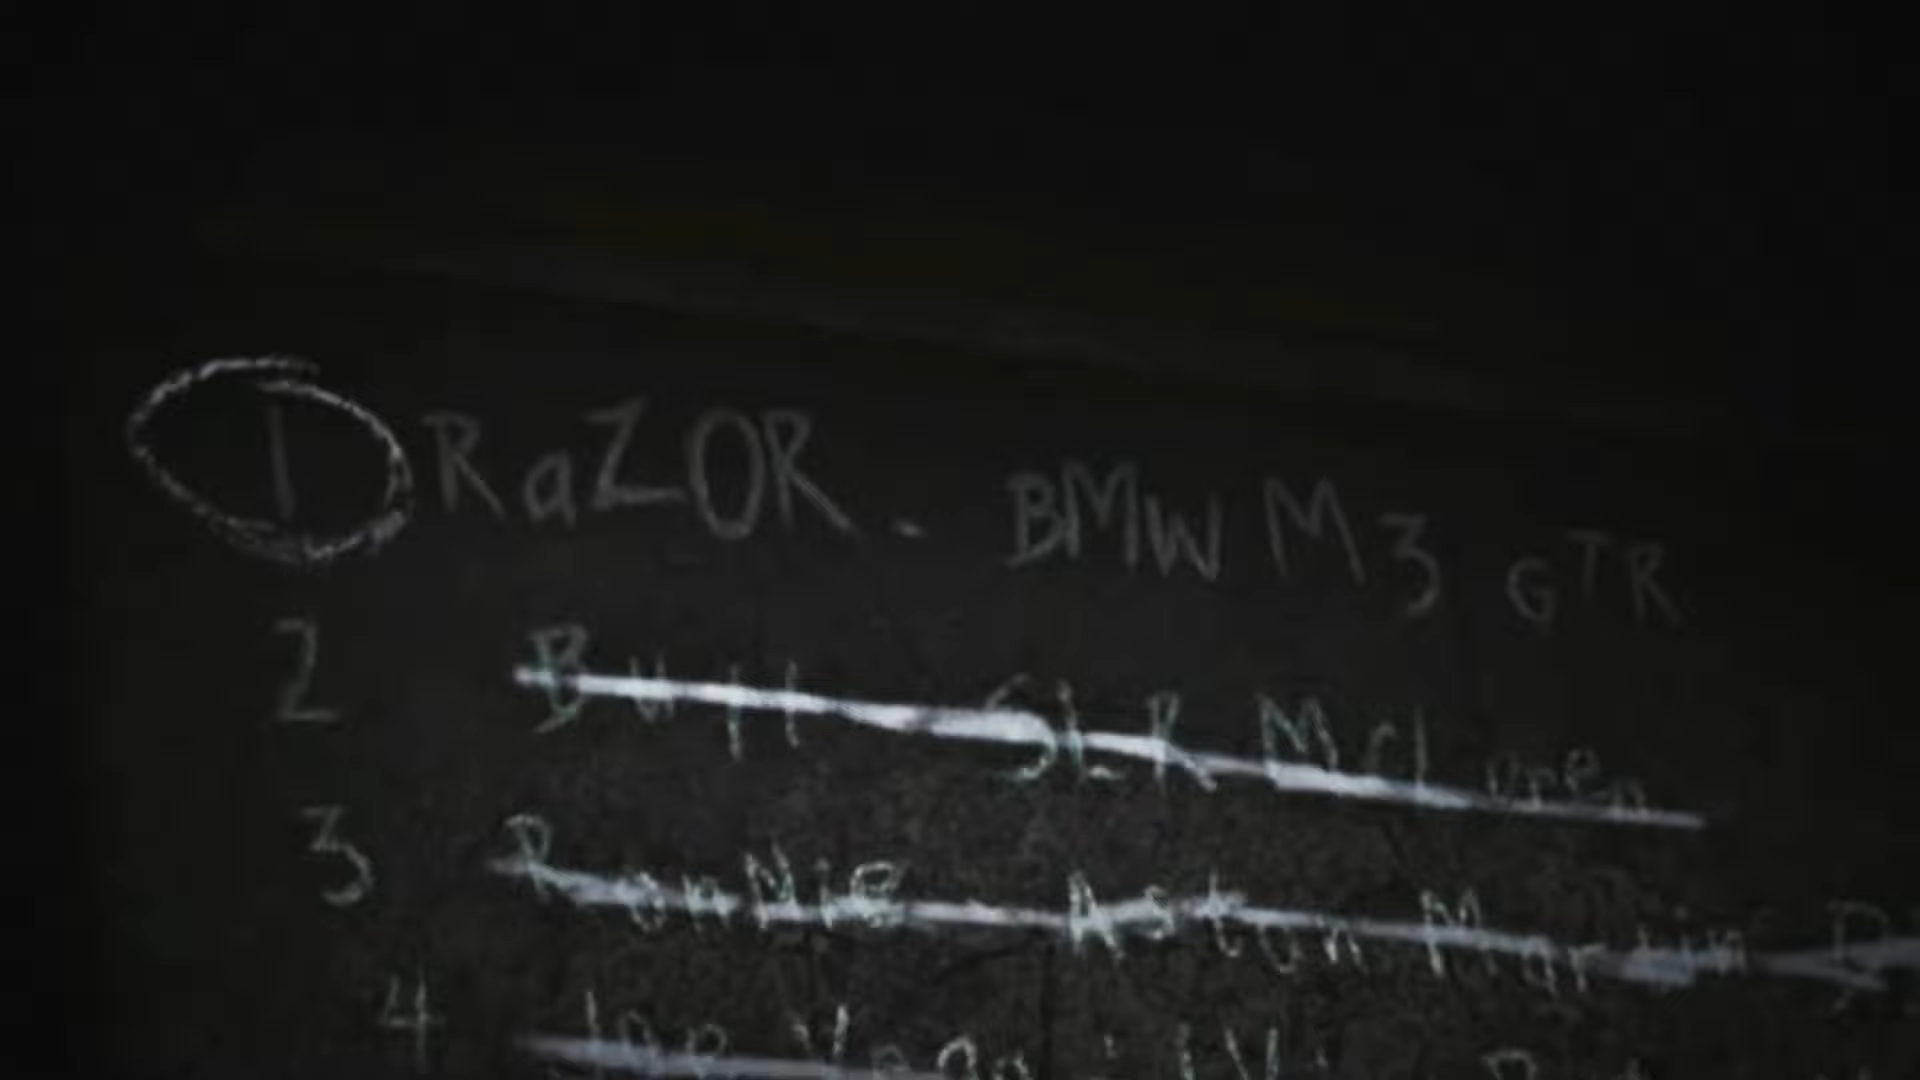 1 RaZOR - BMW M3 GTR
2 Bull SLR McLaren
3 RonNie - Aston Martin
4